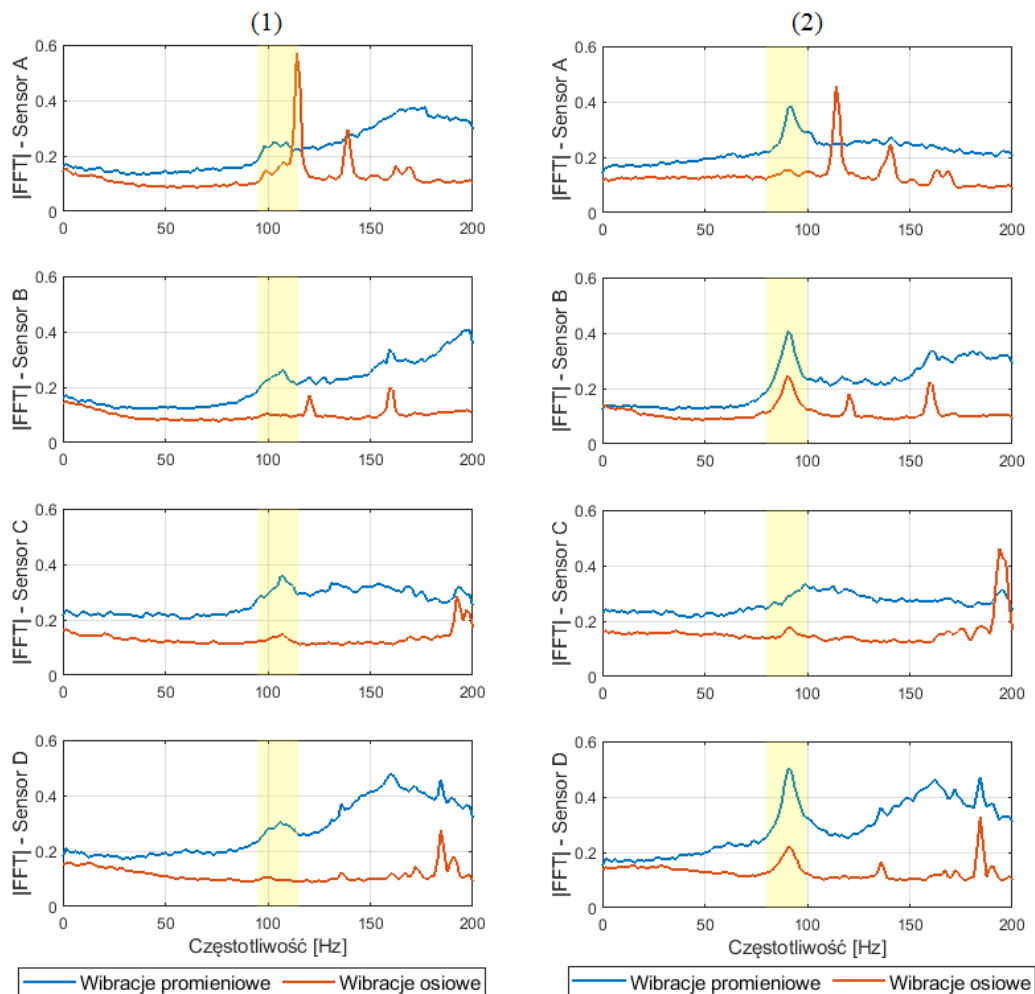 (1)
|FFT| - Sensor A
0.6
0.4
0.2
0
0 50 100 150 200
|FFT| - Sensor B
0.6
0.4
0.2
0
0 50 100 150 200
|FFT| - Sensor C
0.6
0.4
0.2
0
0 50 100 150 200
|FFT| - Sensor D
0.6
0.4
0.2
0
0 50 100 150 200
Częstotliwość [Hz]
Wibracje promieniowe Wibracje osiowe
(2)
|FFT| - Sensor A
0.6
0.4
0.2
0
0 50 100 150 200
|FFT| - Sensor B
0.6
0.4
0.2
0
0 50 100 150 200
|FFT| - Sensor C
0.6
0.4
0.2
0
0 50 100 150 200
|FFT| - Sensor D
0.6
0.4
0.2
0
0 50 100 150 200
Częstotliwość [Hz]
Wibracje promieniowe Wibracje osiowe